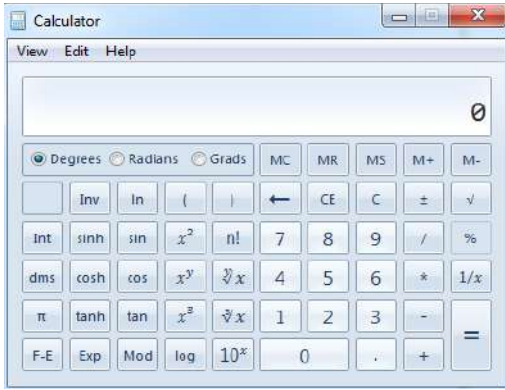 Calculator
View Edit Help
0
Degrees Radians Grads MC MR MS M+ M-
Inv ln ( ) ← CE C ± √
Int sinh sin x² n! 7 8 9 / %
dms cosh cos xʸ ʸ√x 4 5 6 * 1/x
π tanh tan x³ ³√x 1 2 3 - =
F-E Exp Mod log 10ˣ 0 . +